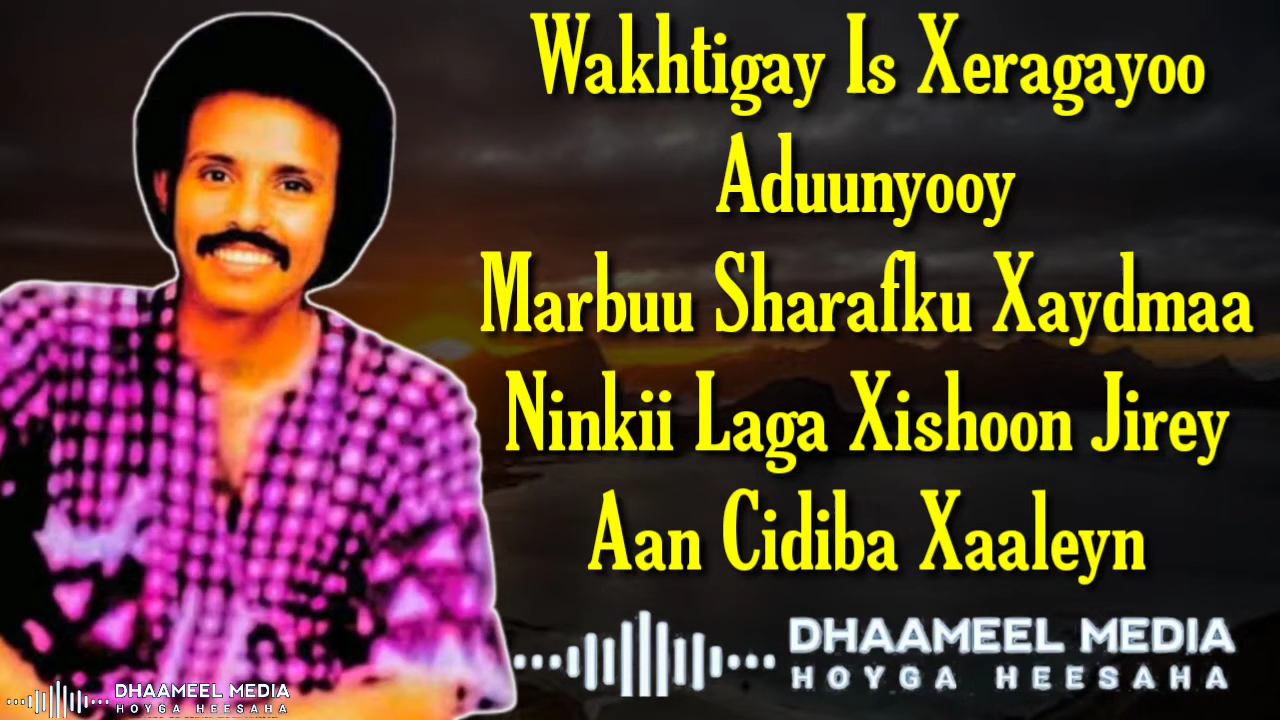 Wakhtigay Is Xeragayoo
Aduunyooy
Marbuu Sharafku Xaydmaa
Ninkii Laga Xishoon Jirey
Aan Cidiba Xaaleyn
DHAAMEEL MEDIA
HOYGA HEESAHA
DHAAMEEL MEDIA
HOYGA HEESAHA